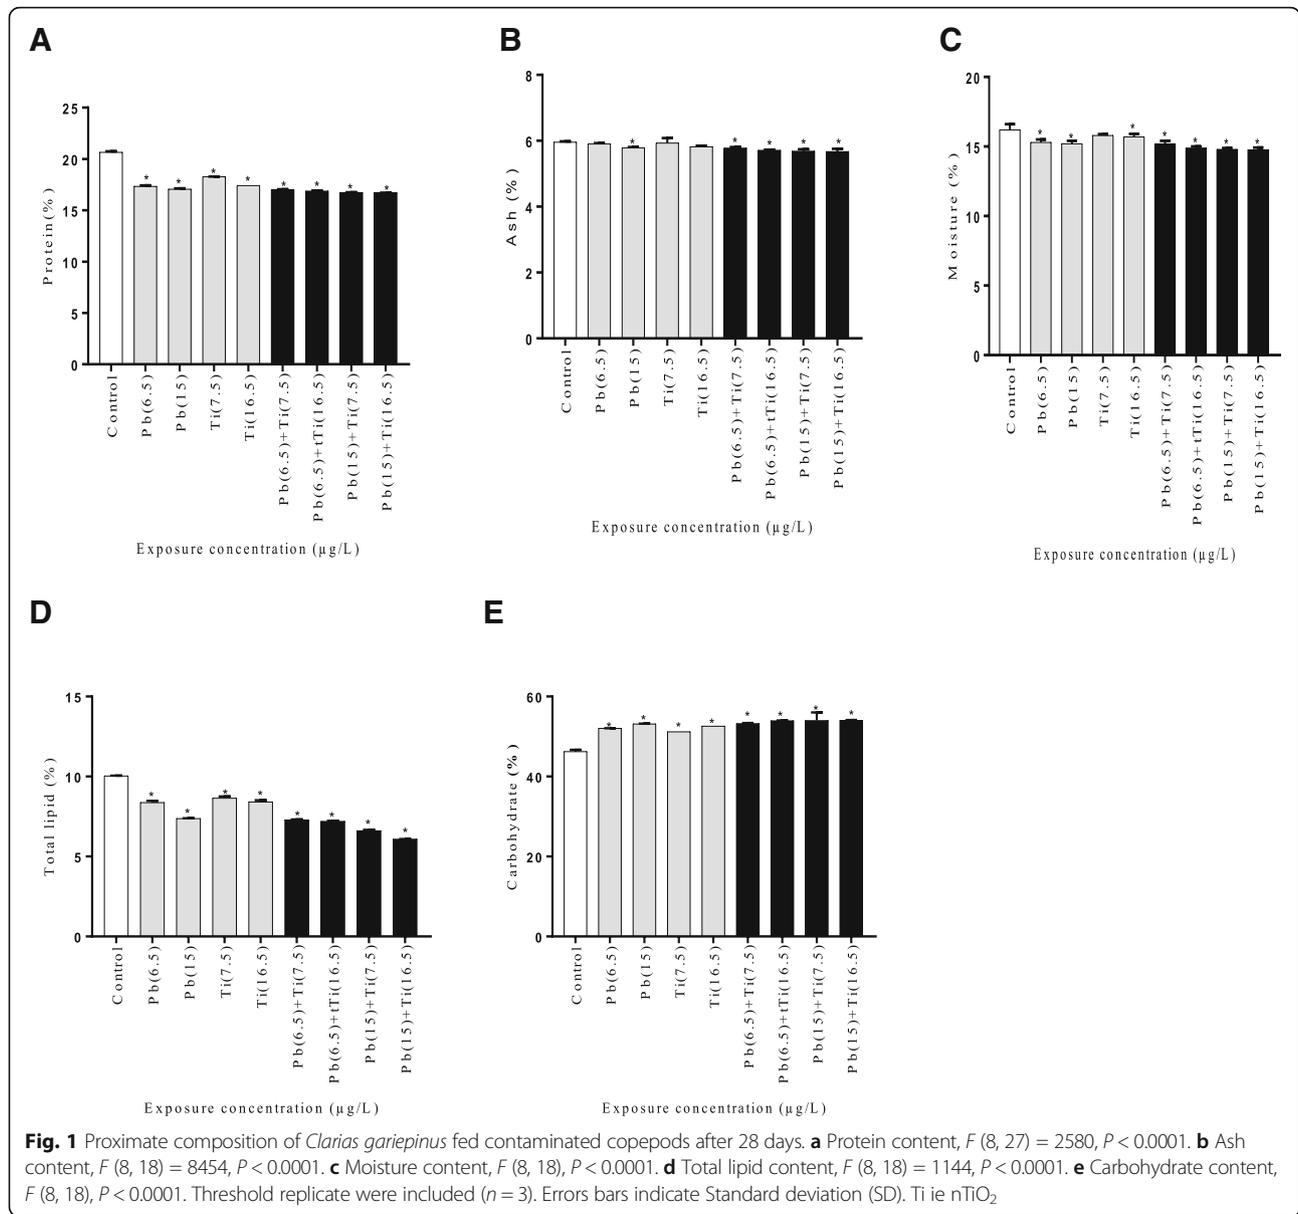 A
Protein(%)
25
20
15
10
5
0
* * * * * * * *
Control
Pb(6.5)
Pb(15)
Ti(7.5)
Ti(16.5)
Pb(6.5)+Ti(7.5)
Pb(6.5)+tTi(16.5)
Pb(15)+Ti(7.5)
Pb(15)+Ti(16.5)
Exposure concentration (µg/L)
B
Ash (%)
8
6
4
2
0
* * * * *
Control
Pb(6.5)
Pb(15)
Ti(7.5)
Ti(16.5)
Pb(6.5)+Ti(7.5)
Pb(6.5)+tTi(16.5)
Pb(15)+Ti(7.5)
Pb(15)+Ti(16.5)
Exposure concentration (µg/L)
C
Moisture (%)
20
15
10
5
0
* * * * * * *
Control
Pb(6.5)
Pb(15)
Ti(7.5)
Ti(16.5)
Pb(6.5)+Ti(7.5)
Pb(6.5)+tTi(16.5)
Pb(15)+Ti(7.5)
Pb(15)+Ti(16.5)
Exposure concentration (µg/L)
D
Total lipid (%)
15
10
5
0
* * * * * * * *
Control
Pb(6.5)
Pb(15)
Ti(7.5)
Ti(16.5)
Pb(6.5)+Ti(7.5)
Pb(6.5)+tTi(16.5)
Pb(15)+Ti(7.5)
Pb(15)+Ti(16.5)
Exposure concentration (µg/L)
E
Carbohydrate (%)
60
40
20
0
* * * * * * * *
Control
Pb(6.5)
Pb(15)
Ti(7.5)
Ti(16.5)
Pb(6.5)+Ti(7.5)
Pb(6.5)+tTi(16.5)
Pb(15)+Ti(7.5)
Pb(15)+Ti(16.5)
Exposure concentration (µg/L)
Fig. 1 Proximate composition of Clarias gariepinus fed contaminated copepods after 28 days. a Protein content, F (8, 27) = 2580, P < 0.0001. b Ash
content, F (8, 18) = 8454, P < 0.0001. c Moisture content, F (8, 18), P < 0.0001. d Total lipid content, F (8, 18) = 1144, P < 0.0001. e Carbohydrate content,
F (8, 18), P < 0.0001. Threshold replicate were included (n = 3). Errors bars indicate Standard deviation (SD). Ti ie nTiO₂